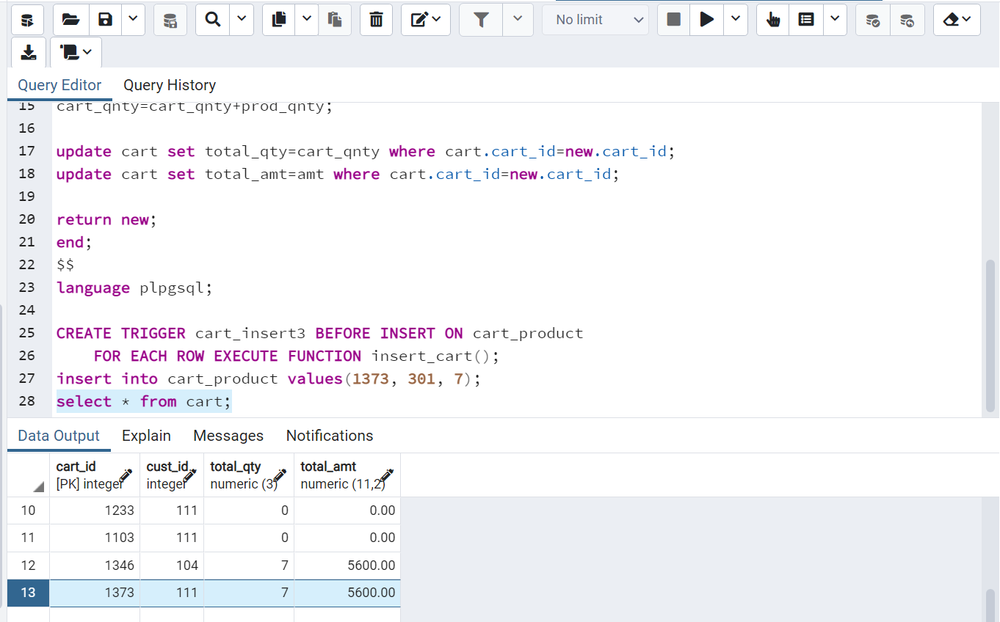 No limit
Query Editor Query History
15 cart_qnty=cart_qnty+prod_qnty;
16
17 update cart set total_qty=cart_qnty where cart.cart_id=new.cart_id;
18 update cart set total_amt=amt where cart.cart_id=new.cart_id;
19
20 return new;
21 end;
22 $$
23 language plpgsql;
24
25 CREATE TRIGGER cart_insert3 BEFORE INSERT ON cart_product
26 FOR EACH ROW EXECUTE FUNCTION insert_cart();
27 insert into cart_product values(1373, 301, 7);
28 select * from cart;
Data Output Explain Messages Notifications
cart_id cust_id total_qty total_amt
[PK] integer integer numeric (3) numeric (11,2)
10 1233 111 0 0.00
11 1103 111 0 0.00
12 1346 104 7 5600.00
13 1373 111 7 5600.00